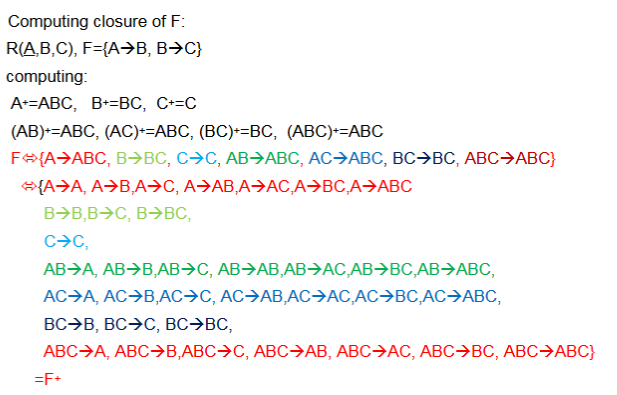 Computing closure of F:
R(A,B,C), F={A→B, B→C}
computing:
A+=ABC, B+=BC, C+=C
(AB)+=ABC, (AC)+=ABC, (BC)+=BC, (ABC)+=ABC
F⇔{A→ABC, B→BC, C→C, AB→ABC, AC→ABC, BC→BC, ABC→ABC}
⇔{A→A, A→B,A→C, A→AB,A→AC,A→BC,A→ABC
B→B,B→C, B→BC,
C→C,
AB→A, AB→B,AB→C, AB→AB,AB→AC,AB→BC,AB→ABC,
AC→A, AC→B,AC→C, AC→AB,AC→AC,AC→BC,AC→ABC,
BC→B, BC→C, BC→BC,
ABC→A, ABC→B,ABC→C, ABC→AB, ABC→AC, ABC→BC, ABC→ABC}
=F+